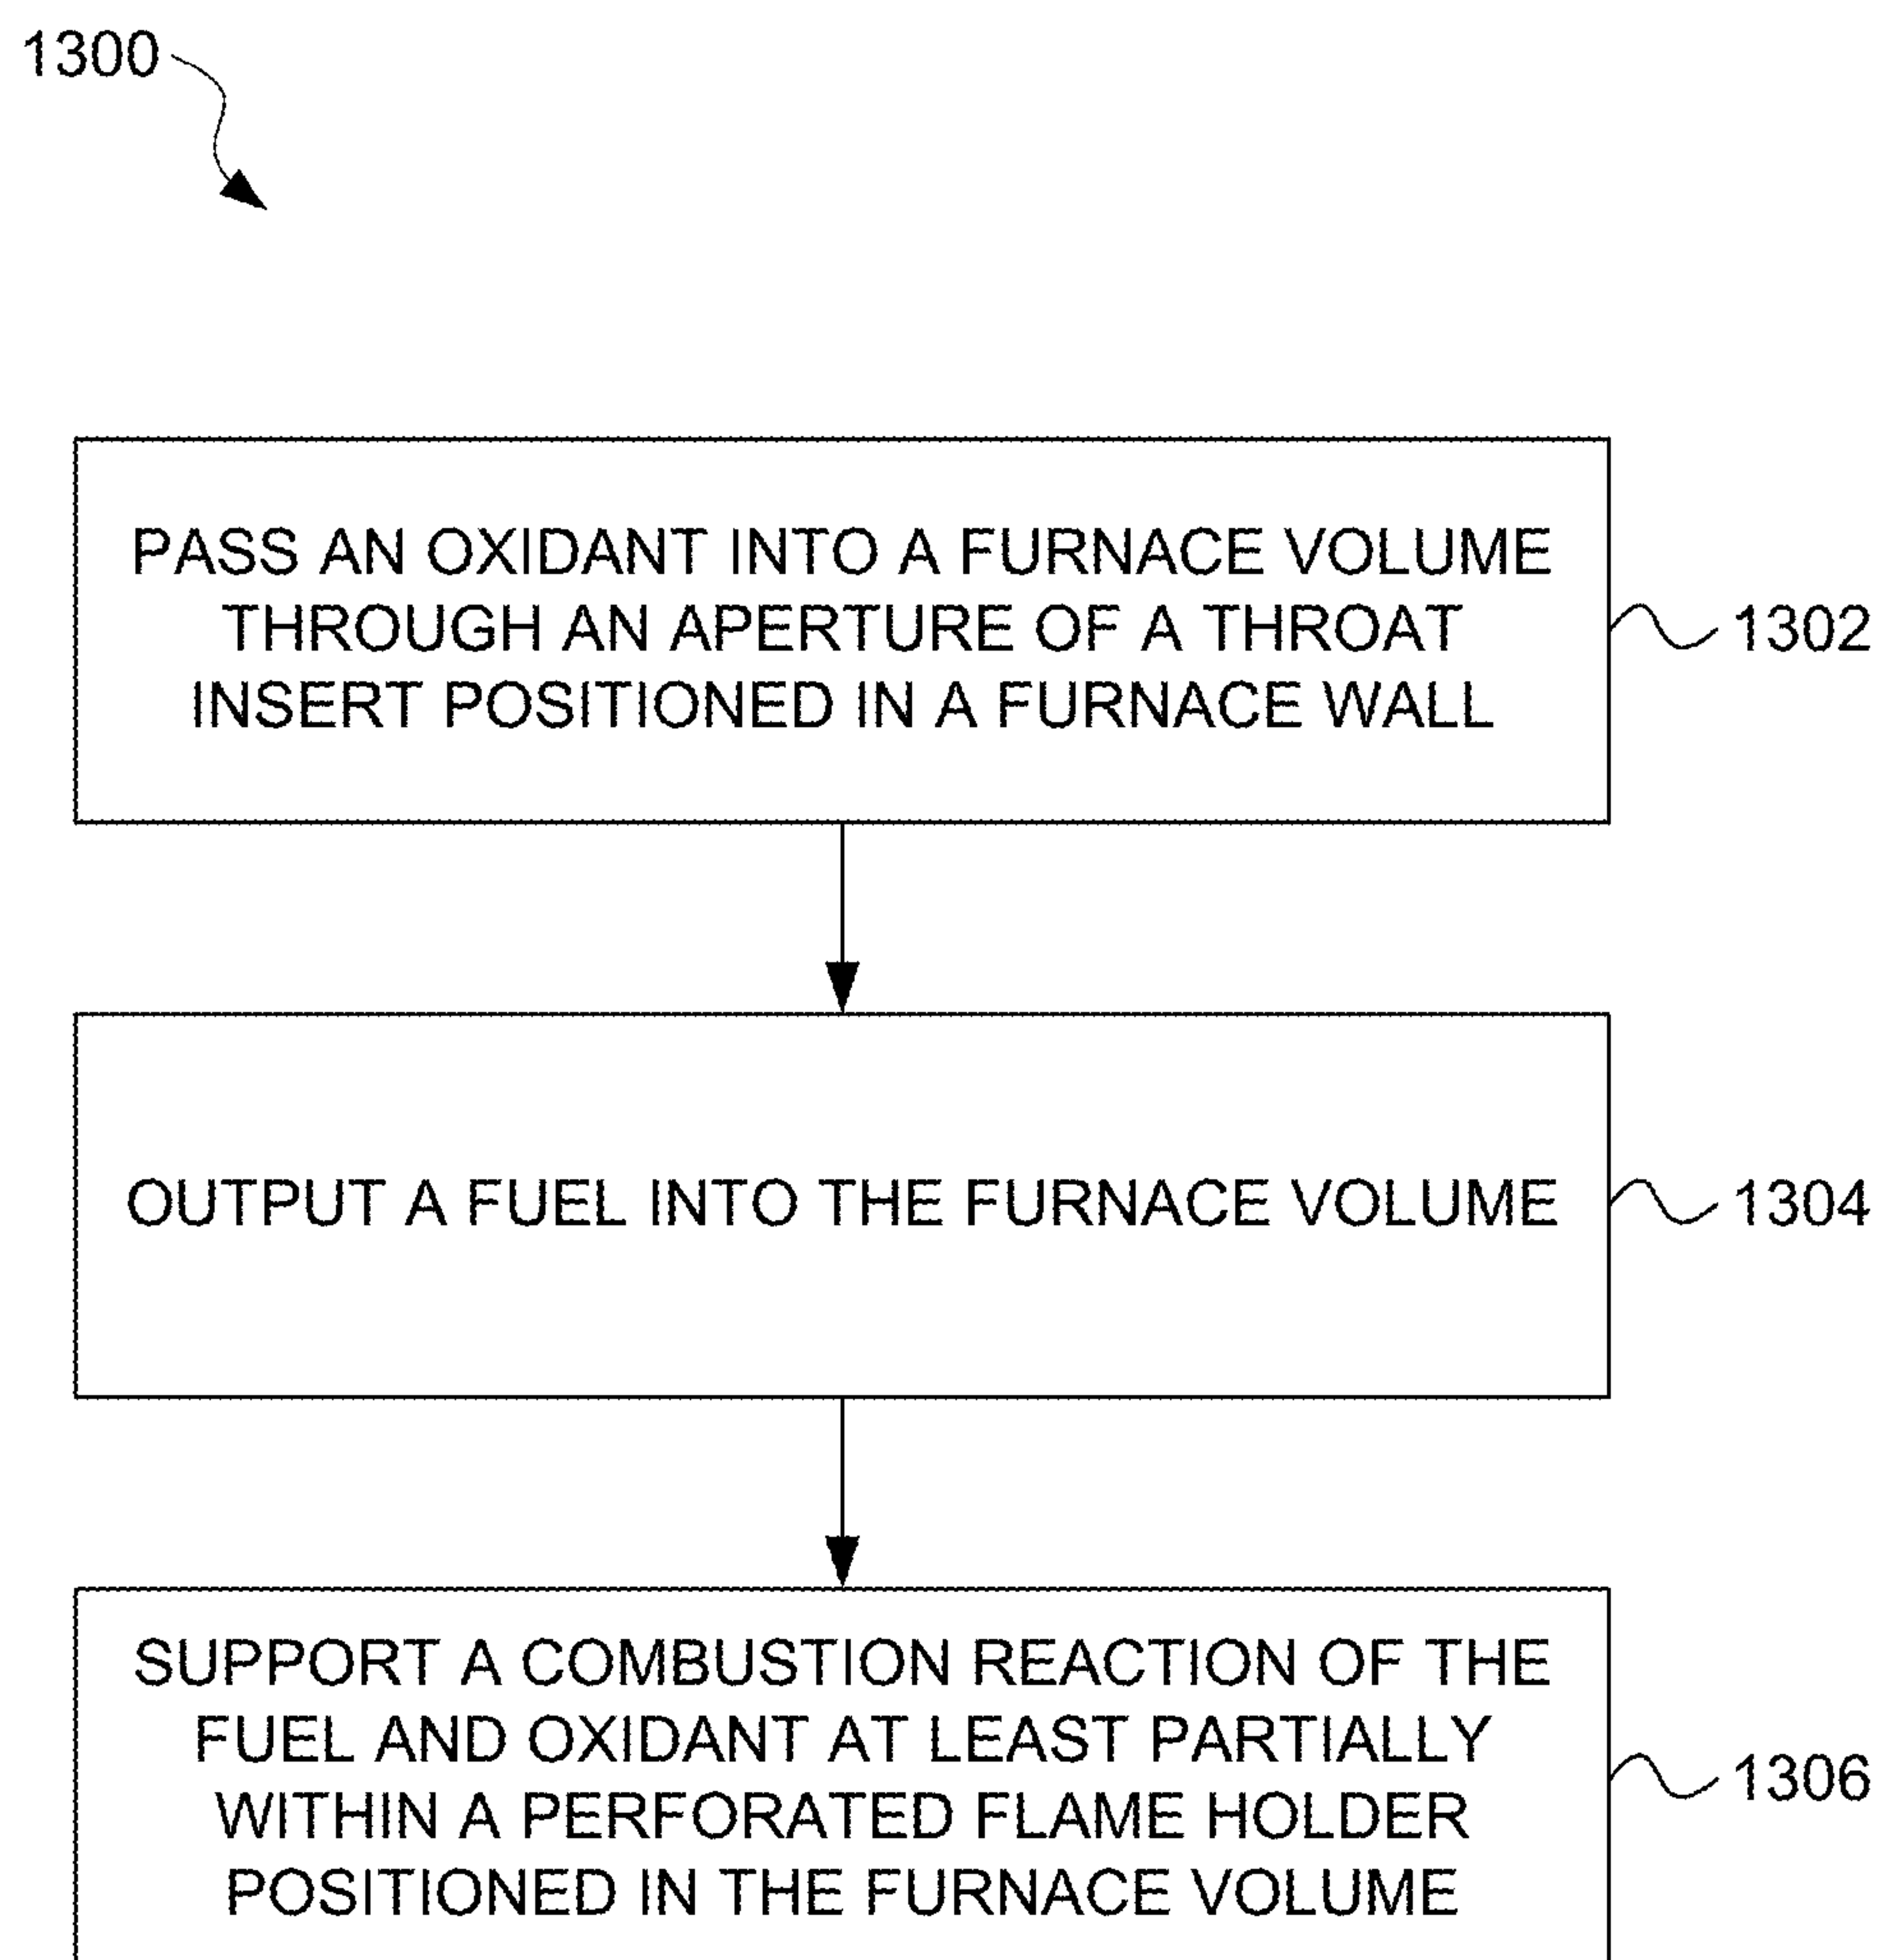 1300
PASS AN OXIDANT INTO A FURNACE VOLUME
THROUGH AN APERTURE OF A THROAT
INSERT POSITIONED IN A FURNACE WALL
1302
OUTPUT A FUEL INTO THE FURNACE VOLUME
1304
SUPPORT A COMBUSTION REACTION OF THE
FUEL AND OXIDANT AT LEAST PARTIALLY
WITHIN A PERFORATED FLAME HOLDER
POSITIONED IN THE FURNACE VOLUME
1306